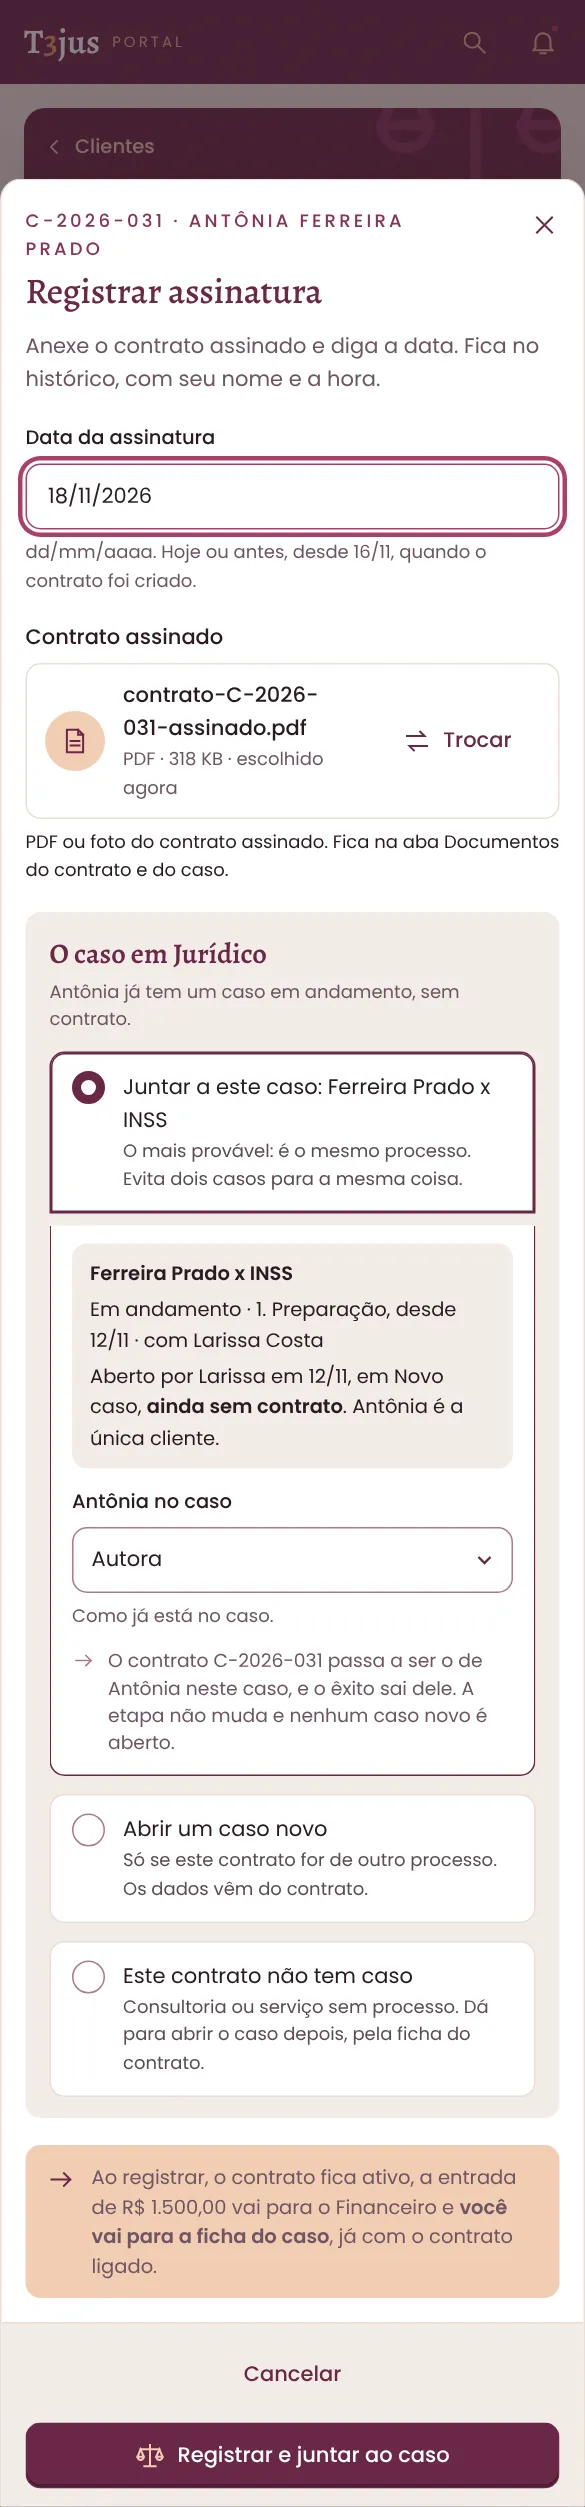 T3jus PORTAL
Clientes
C-2026-031 · ANTÔNIA FERREIRA
PRADO
Registrar assinatura
Anexe o contrato assinado e diga a data. Fica no
histórico, com seu nome e a hora.
Data da assinatura
18/11/2026
dd/mm/aaaa. Hoje ou antes, desde 16/11, quando o
contrato foi criado.
Contrato assinado
contrato-C-2026-
031-assinado.pdf
PDF · 318 KB · escolhido
agora
Trocar
PDF ou foto do contrato assinado. Fica na aba Documentos
do contrato e do caso.
O caso em Jurídico
Antônia já tem um caso em andamento, sem
contrato.
Juntar a este caso: Ferreira Prado x
INSS
O mais provável: é o mesmo processo.
Evita dois casos para a mesma coisa.
Ferreira Prado x INSS
Em andamento · 1. Preparação, desde
12/11 · com Larissa Costa
Aberto por Larissa em 12/11, em Novo
caso, ainda sem contrato. Antônia é a
única cliente.
Antônia no caso
Autora
Como já está no caso.
→ O contrato C-2026-031 passa a ser o de
Antônia neste caso, e o êxito sai dele. A
etapa não muda e nenhum caso novo é
aberto.
Abrir um caso novo
Só se este contrato for de outro processo.
Os dados vêm do contrato.
Este contrato não tem caso
Consultoria ou serviço sem processo. Dá
para abrir o caso depois, pela ficha do
contrato.
→ Ao registrar, o contrato fica ativo, a entrada
de R$ 1.500,00 vai para o Financeiro e você
vai para a ficha do caso, já com o contrato
ligado.
Cancelar
Registrar e juntar ao caso